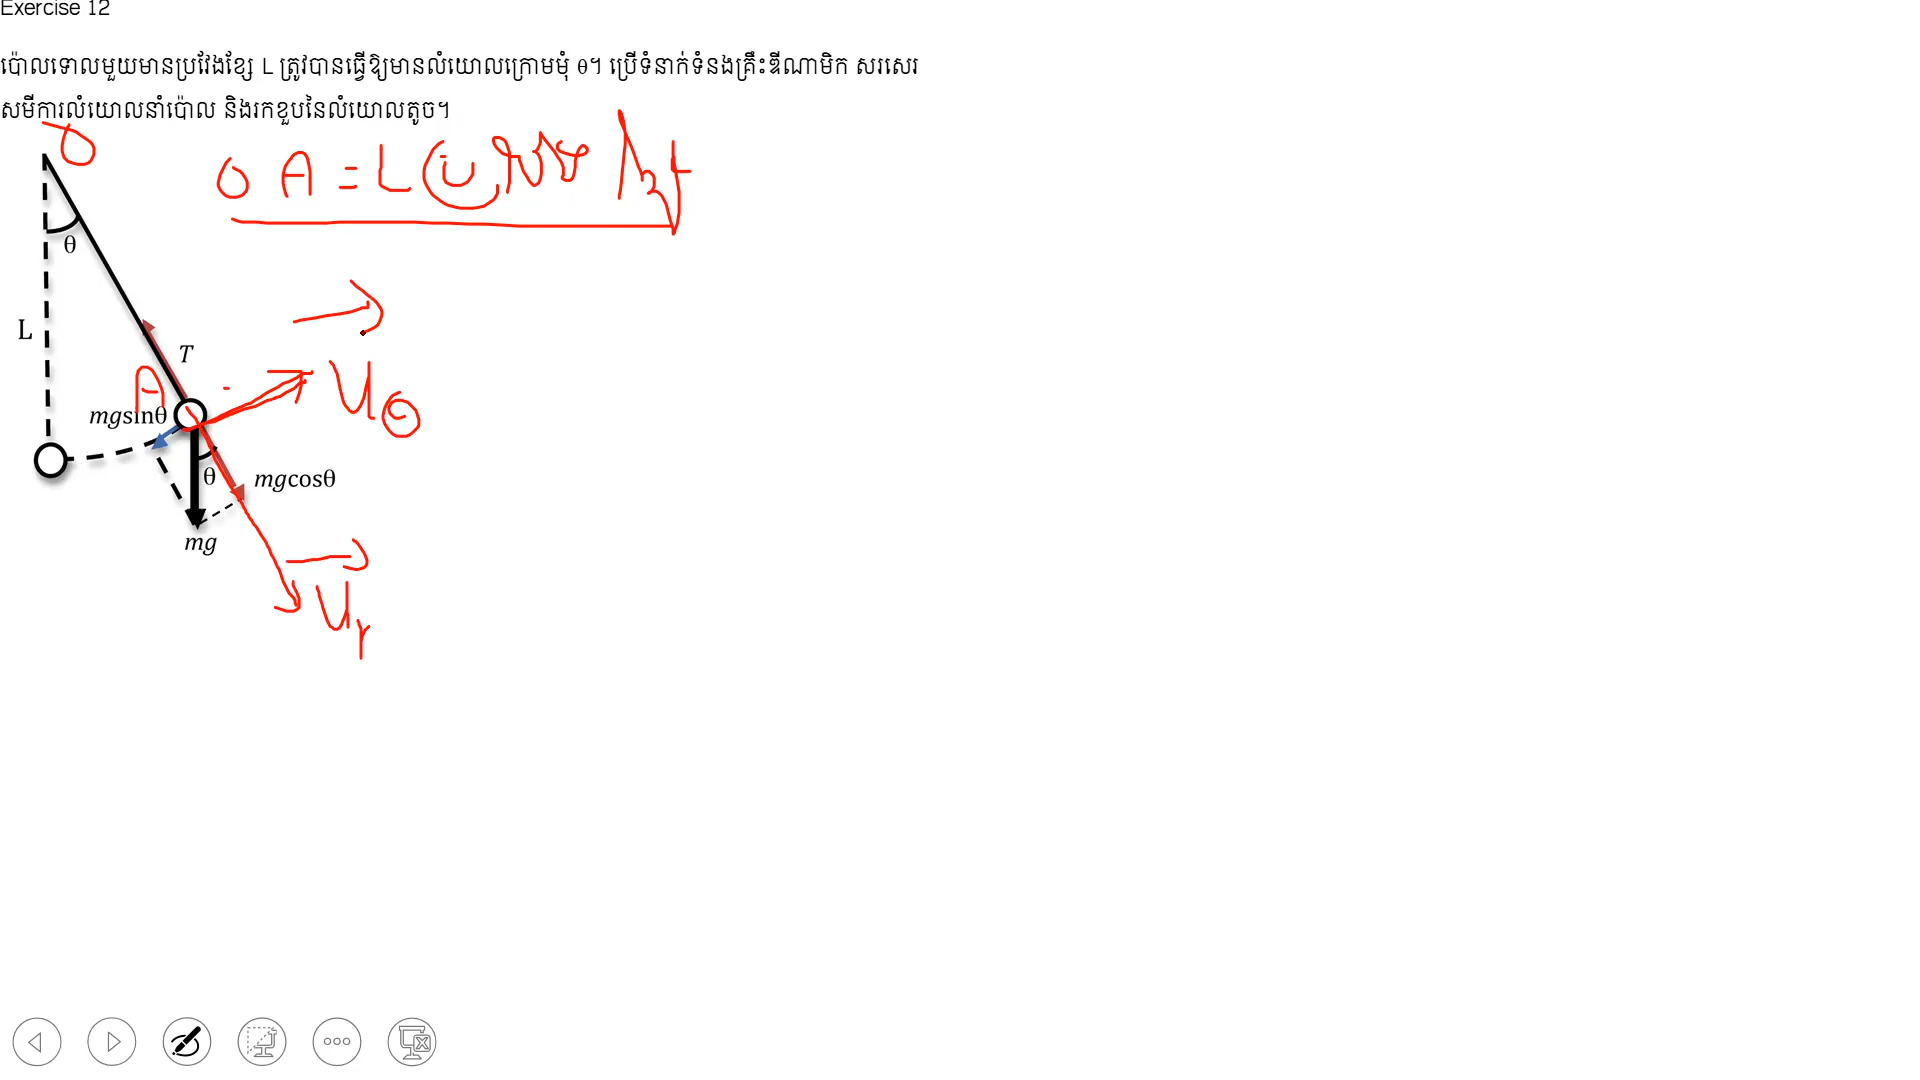 Exercise 12
ប៉ោលទោលមួយមានប្រវែងខ្សែ L ត្រូវបានធ្វើឱ្យមានលំយោលក្រោមមុំ θ។ ប្រើទំនាក់ទំនងគ្រឹះឌីណាមិក សរសេរ
សមីការលំយោលនាំប៉ោល និងរកខួបនៃលំយោលតូច។
O
O A = L
θ
L
T
A
U θ
mgsinθ
θ
mgcosθ
mg
U r